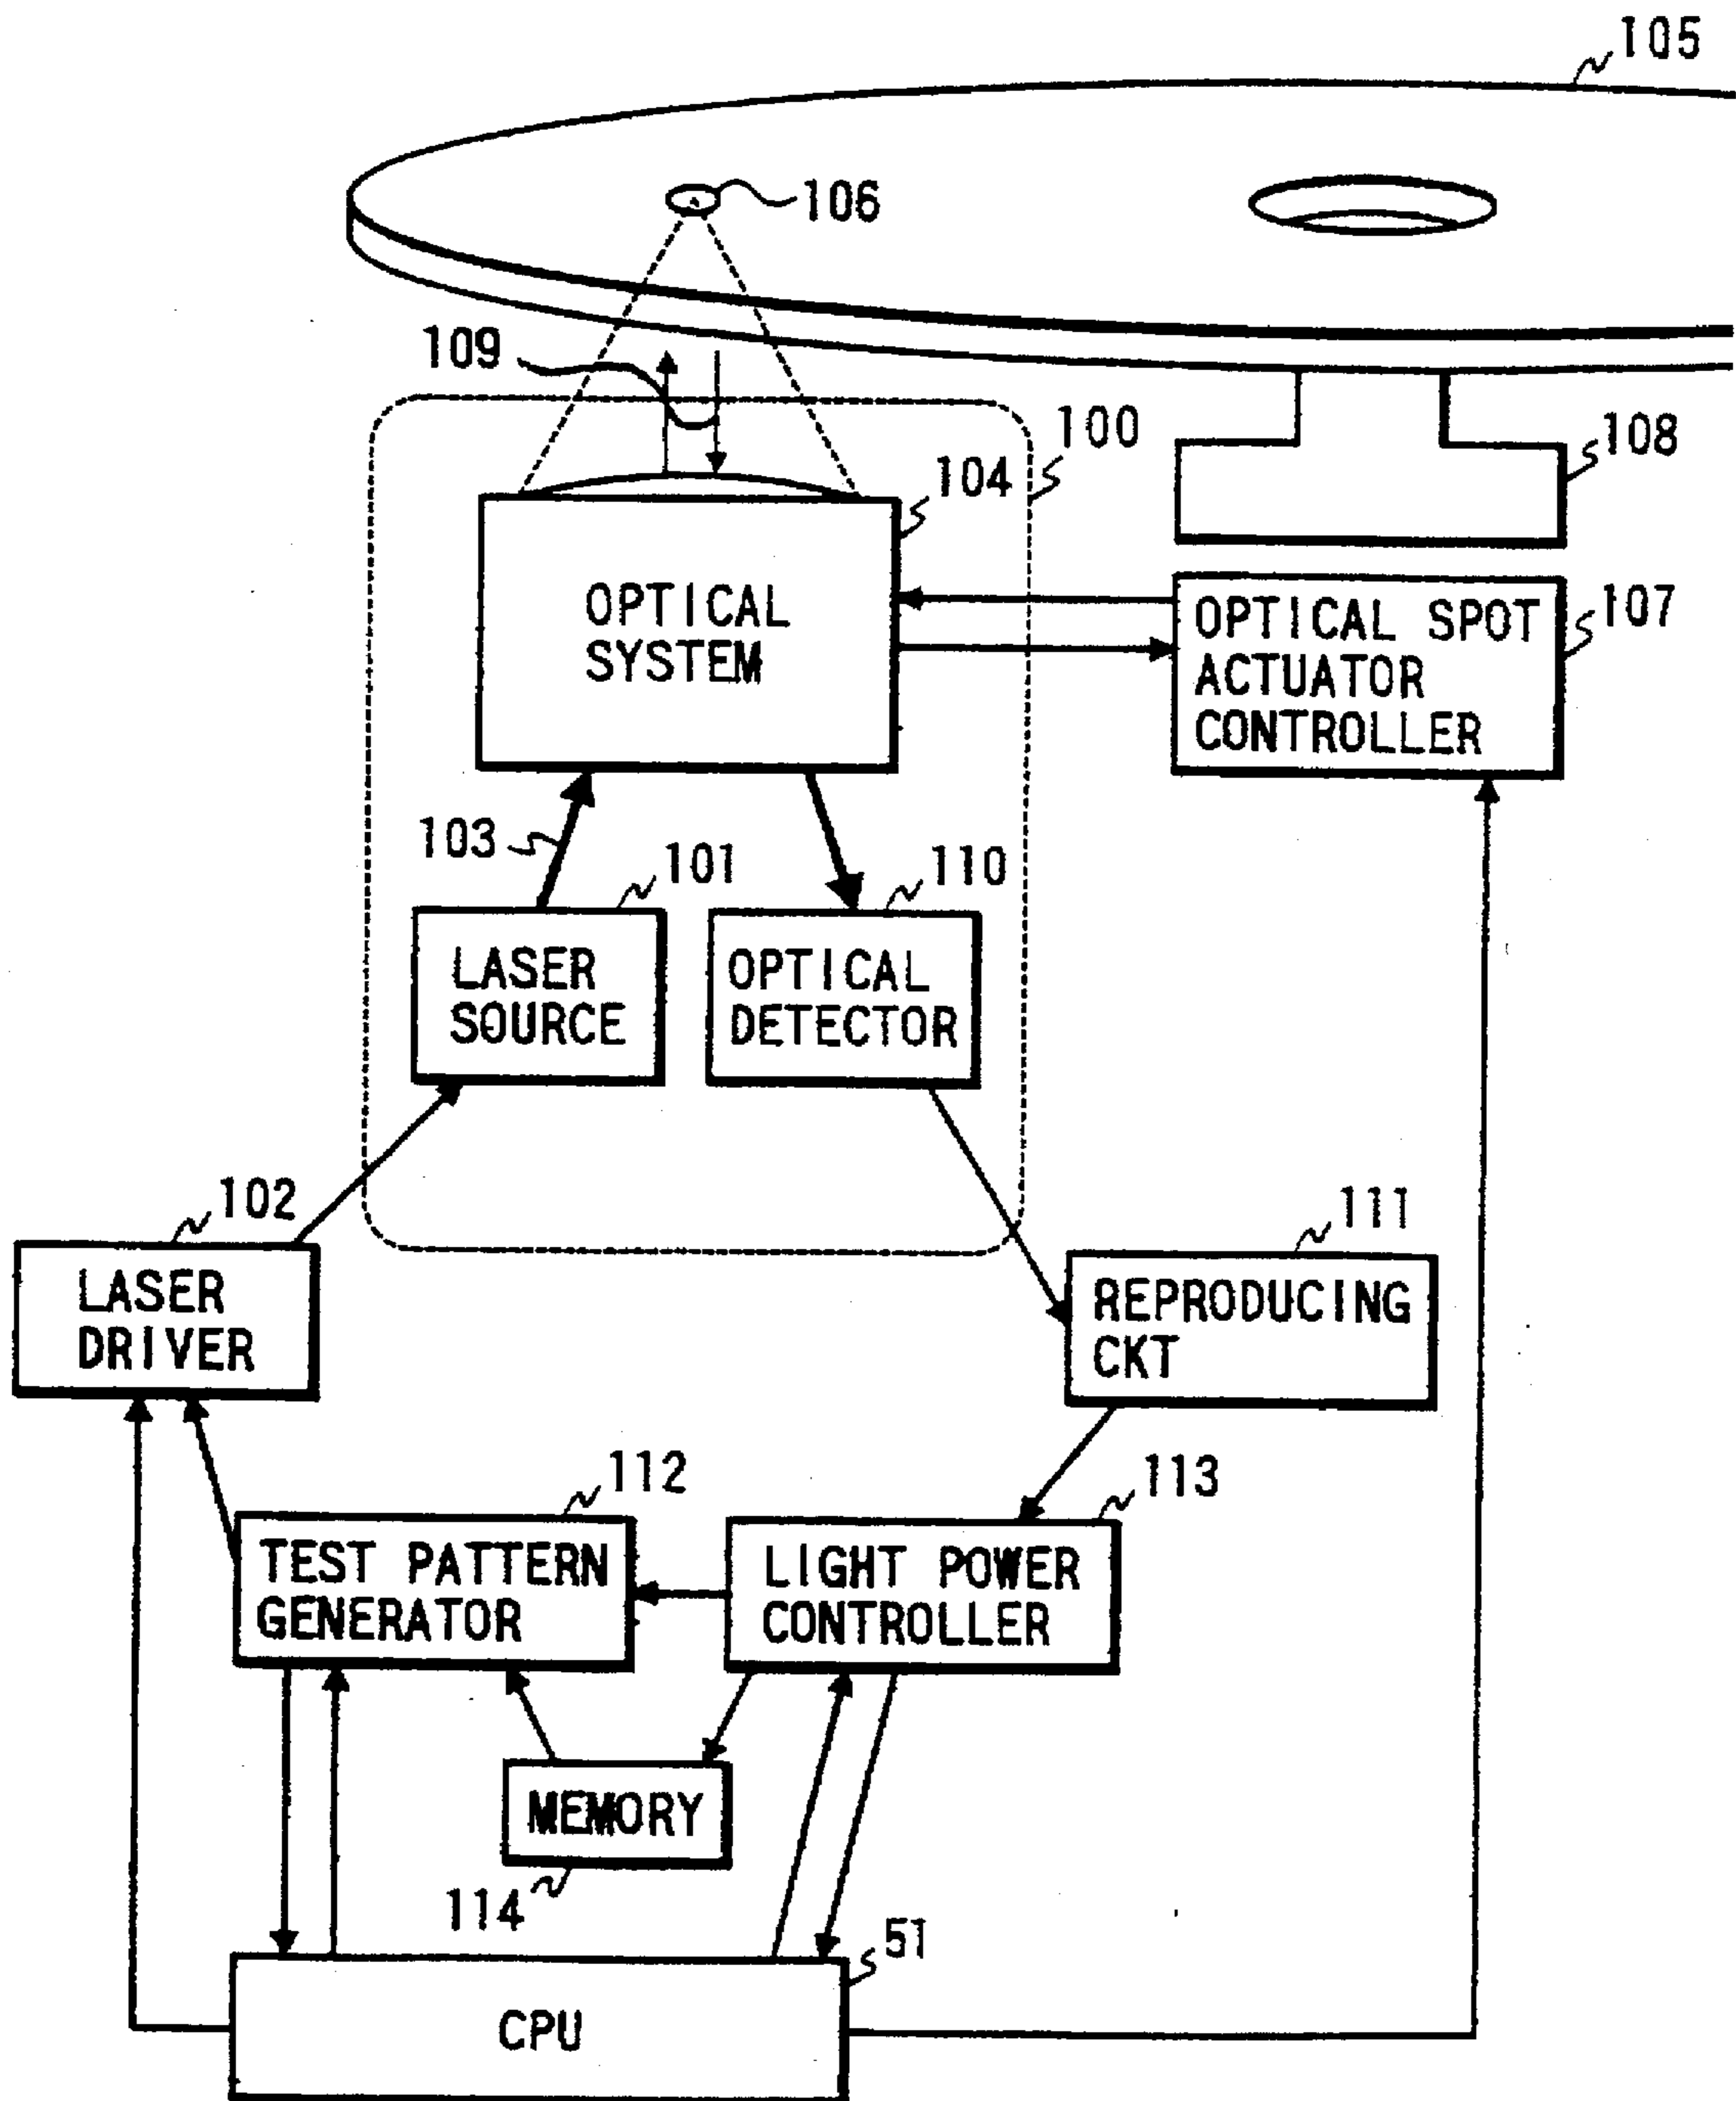 105
106
109
100
108
104
OPTICAL
SYSTEM
107
OPTICAL SPOT
ACTUATOR
CONTROLLER
103
101
110
LASER
SOURCE
OPTICAL
DETECTOR
102
111
LASER
DRIVER
REPRODUCING
CKT
112
113
TEST PATTERN
GENERATOR
LIGHT POWER
CONTROLLER
MEMORY
114
51
CPU